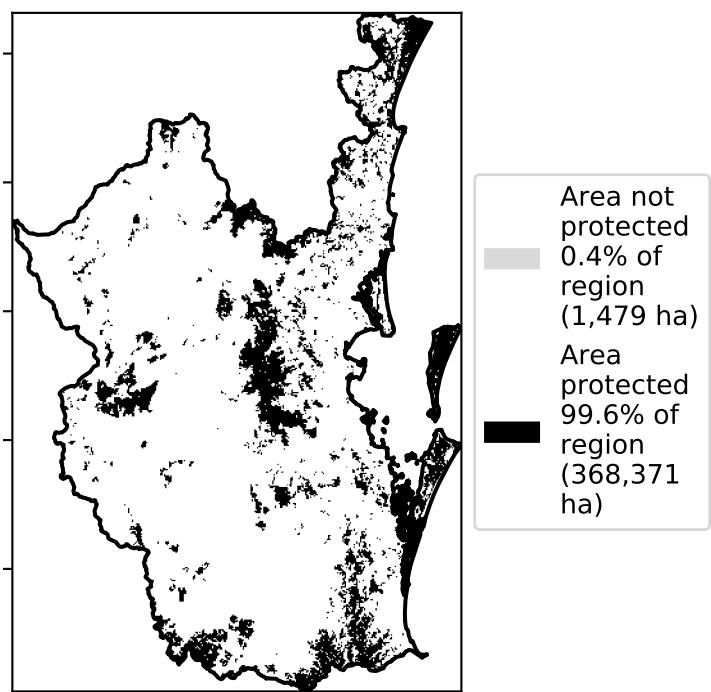 Area not
protected
0.4% of
region
(1,479 ha)
Area
protected
99.6% of
region
(368,371
ha)